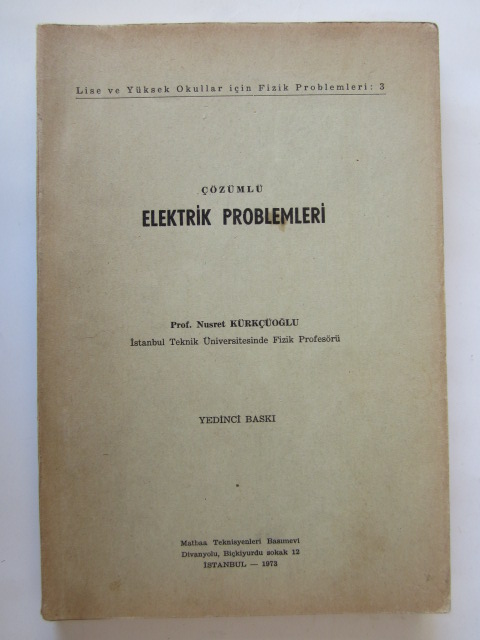 Lise ve Yüksek Okullar için Fizik Problemleri: 3
ÇÖZÜMLÜ
ELEKTRİK PROBLEMLERİ
Prof. Nusret KÜRKÇÜOĞLU
İstanbul Teknik Üniversitesinde Fizik Profesörü
YEDİNCİ BASKI
Matbaa Teknisyenleri Basımevi
Divanyolu, Biçkiyurdu sokak 12
İSTANBUL — 1973